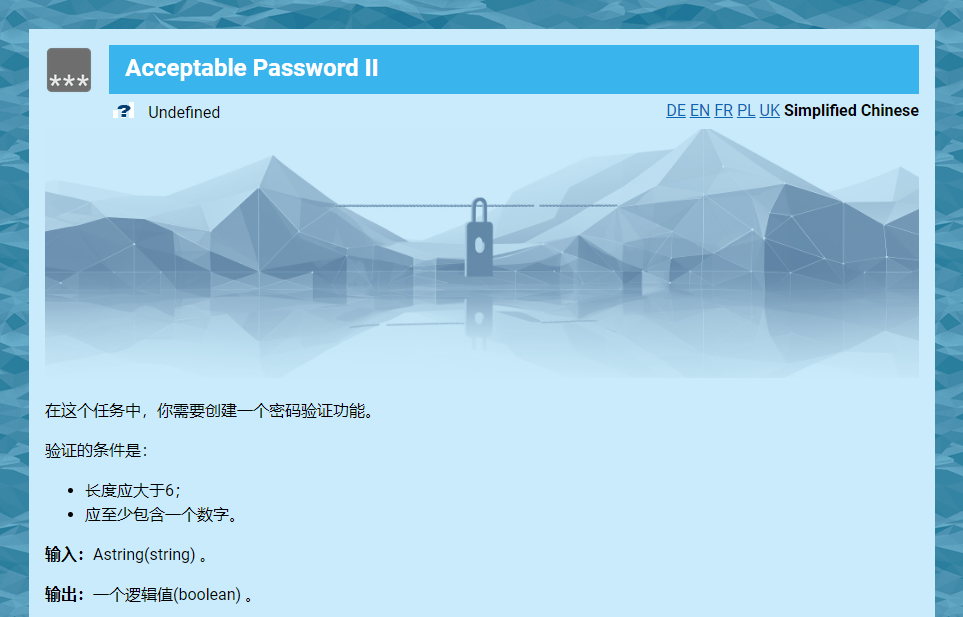 ***
Acceptable Password II
? Undefined
DE EN FR PL UK Simplified Chinese
在这个任务中，你需要创建一个密码验证功能。
验证的条件是：
• 长度应大于6；
• 应至少包含一个数字。
输入：Astring(string) 。
输出：一个逻辑值(boolean) 。